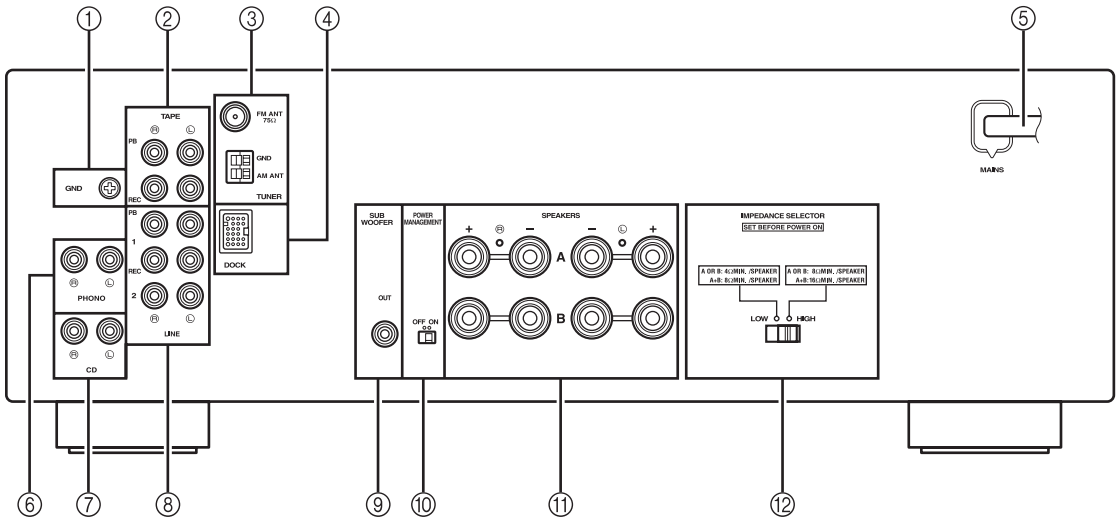 ① ② ③ ④ ⑤
TAPE
Ⓡ Ⓛ
PB
REC
GND
FM ANT
75Ω
GND
AM ANT
TUNER
DOCK
PB
1
REC
2
Ⓡ Ⓛ
LINE
Ⓡ Ⓛ
PHONO
Ⓡ Ⓛ
CD
SUB
WOOFER
OUT
POWER
MANAGEMENT
OFF ON
SPEAKERS
+ Ⓡ − − Ⓛ +
A
B
IMPEDANCE SELECTOR
SET BEFORE POWER ON
A OR B: 4ΩMIN. /SPEAKER
A+B: 8ΩMIN. /SPEAKER
A OR B: 8ΩMIN. /SPEAKER
A+B:16ΩMIN. /SPEAKER
LOW HIGH
MAINS
⑥ ⑦ ⑧ ⑨ ⑩ ⑪ ⑫